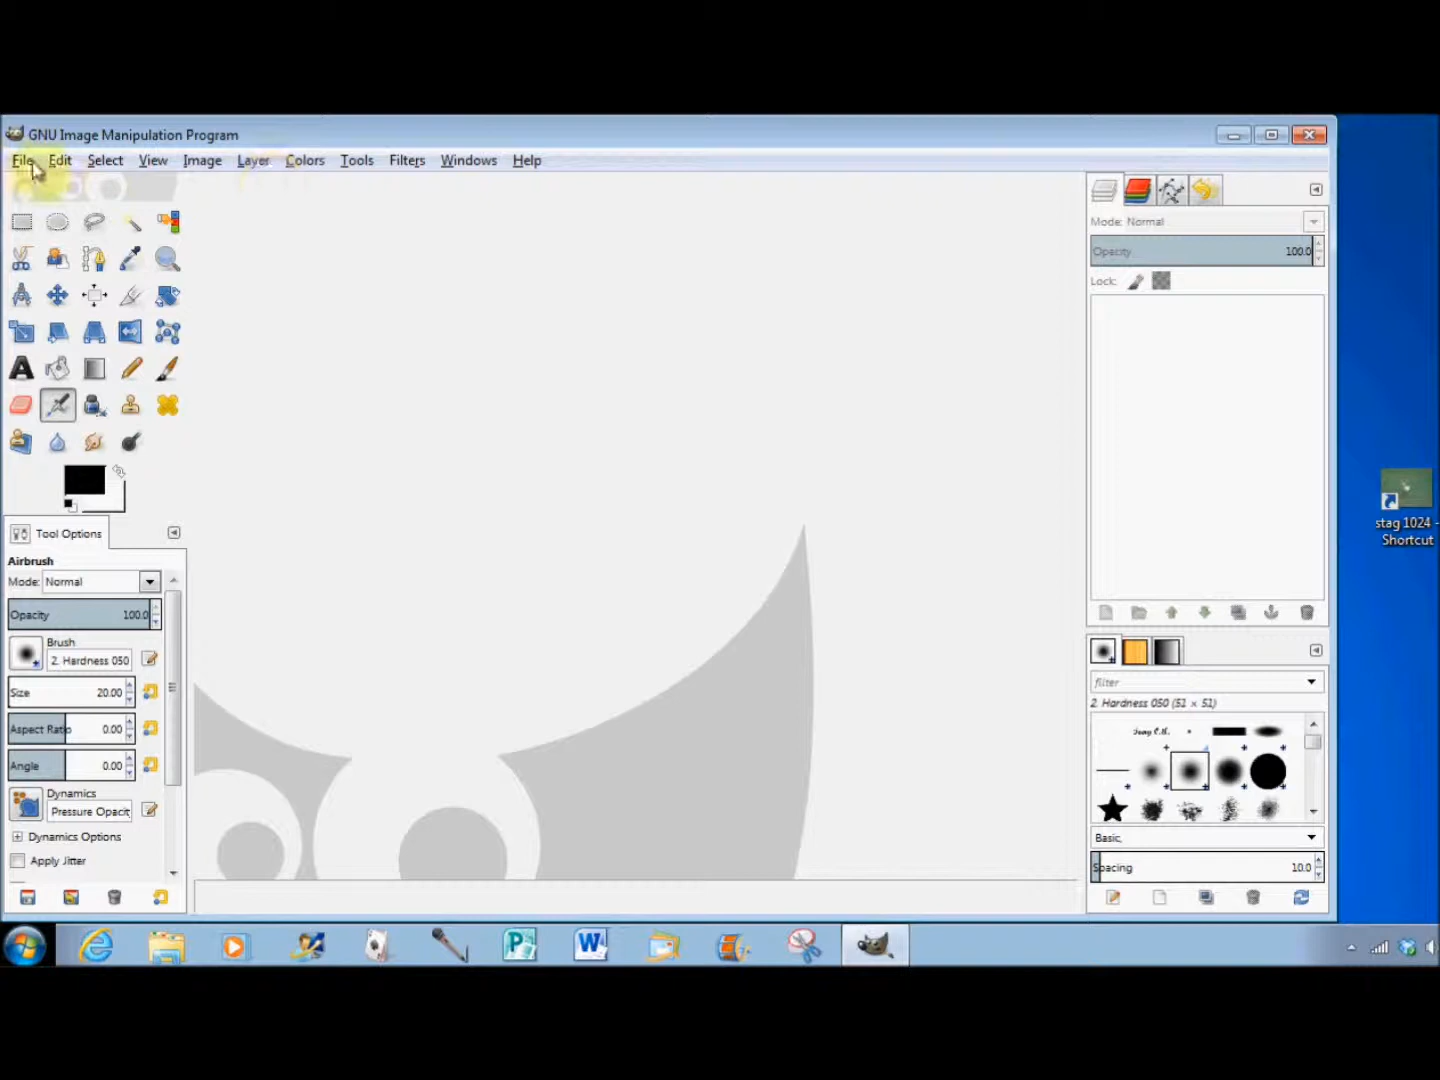 GNU Image Manipulation Program
File Edit Select View Image Layer Colors Tools Filters Windows Help
Mode: Normal
Opacity 100.0
Lock:
stag 1024 -
Shortcut
Tool Options
Airbrush
Mode: Normal
Opacity 100.0
Brush
2. Hardness 050
Size 20.00
Aspect Ratio 0.00
Angle 0.00
Dynamics
Pressure Opacit
Dynamics Options
Apply Jitter
filter
2. Hardness 050 (51 × 51)
Basic,
Spacing 10.0